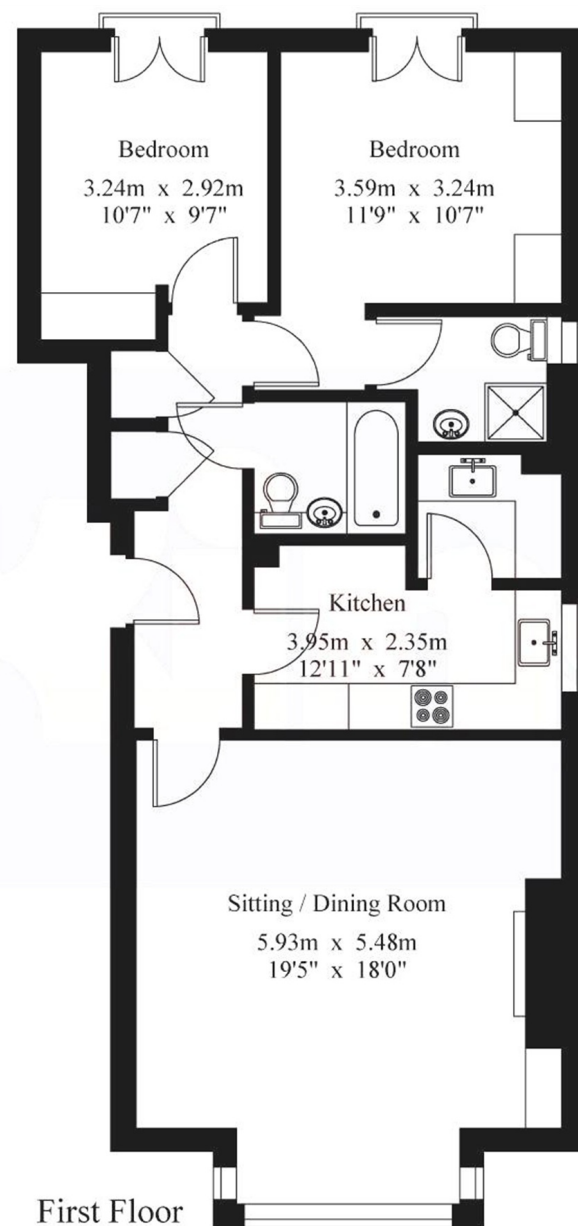 Bedroom
3.24m x 2.92m
10'7" x 9'7"
Bedroom
3.59m x 3.24m
11'9" x 10'7"
Kitchen
3.95m x 2.35m
12'11" x 7'8"
Sitting / Dining Room
5.93m x 5.48m
19'5" x 18'0"
First Floor